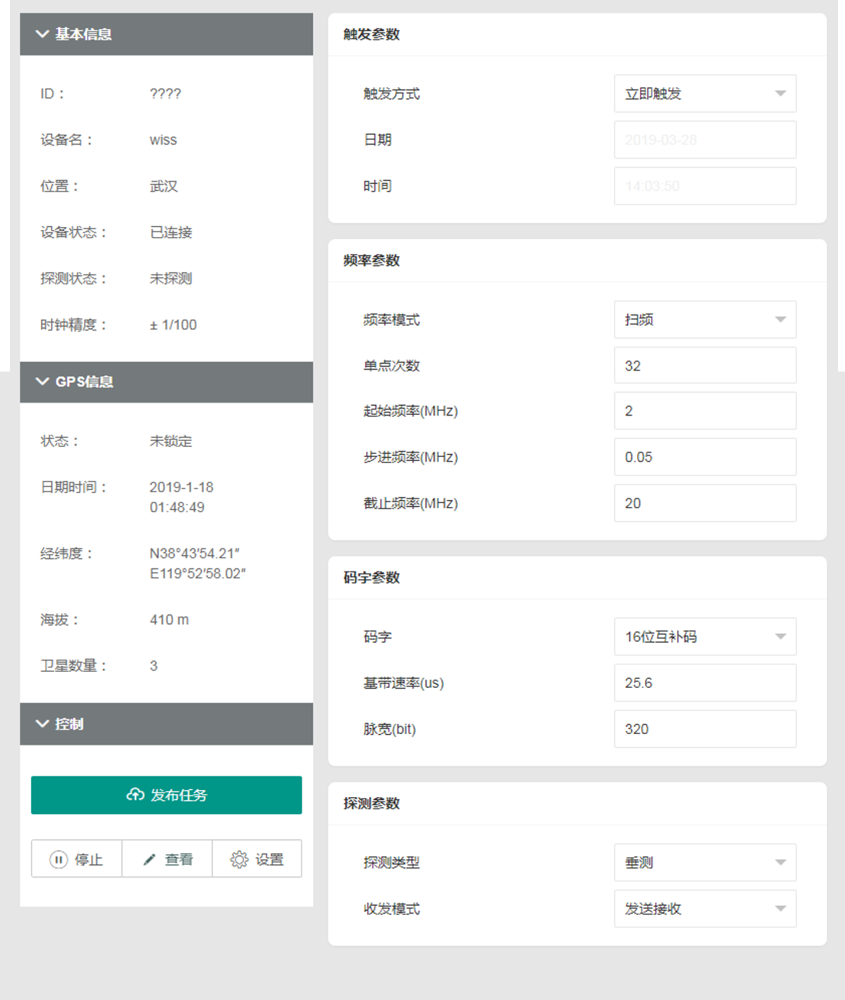 基本信息
ID： ????
设备名： wiss
位置： 武汉
设备状态： 已连接
探测状态： 未探测
时钟精度： ± 1/100
GPS信息
状态： 未锁定
日期时间： 2019-1-18
01:48:49
经纬度： N38°43′54.21″
E119°52′58.02″
海拔： 410 m
卫星数量： 3
控制
发布任务
停止 查看 设置
触发参数
触发方式 立即触发
日期 2019-03-28
时间 14:03:50
频率参数
频率模式 扫频
单点次数 32
起始频率(MHz) 2
步进频率(MHz) 0.05
截止频率(MHz) 20
码字参数
码字 16位互补码
基带速率(us) 25.6
脉宽(bit) 320
探测参数
探测类型 垂测
收发模式 发送接收